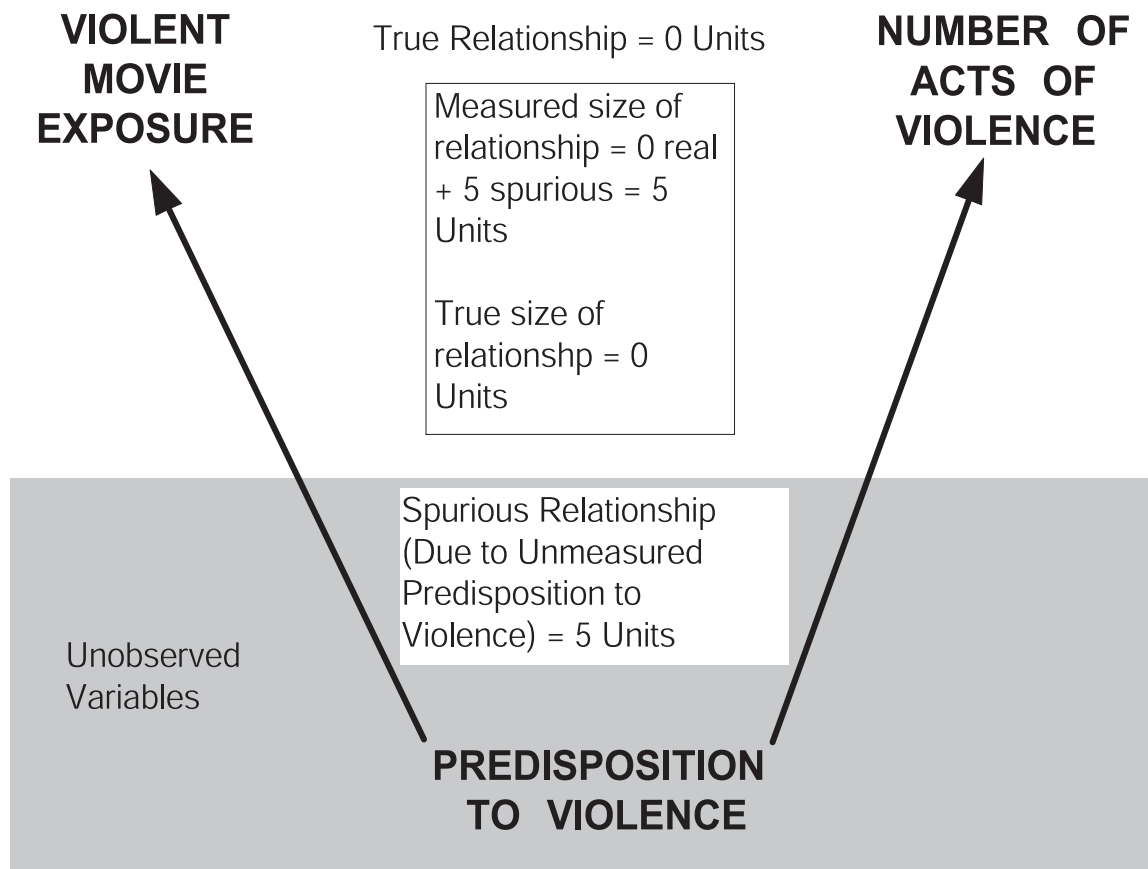 VIOLENT
MOVIE
EXPOSURE
True Relationship = 0 Units
NUMBER OF
ACTS OF
VIOLENCE
Measured size of
relationship = 0 real
+ 5 spurious = 5
Units
True size of
relationshp = 0
Units
Spurious Relationship
(Due to Unmeasured
Predisposition to
Violence) = 5 Units
Unobserved
Variables
PREDISPOSITION
TO VIOLENCE